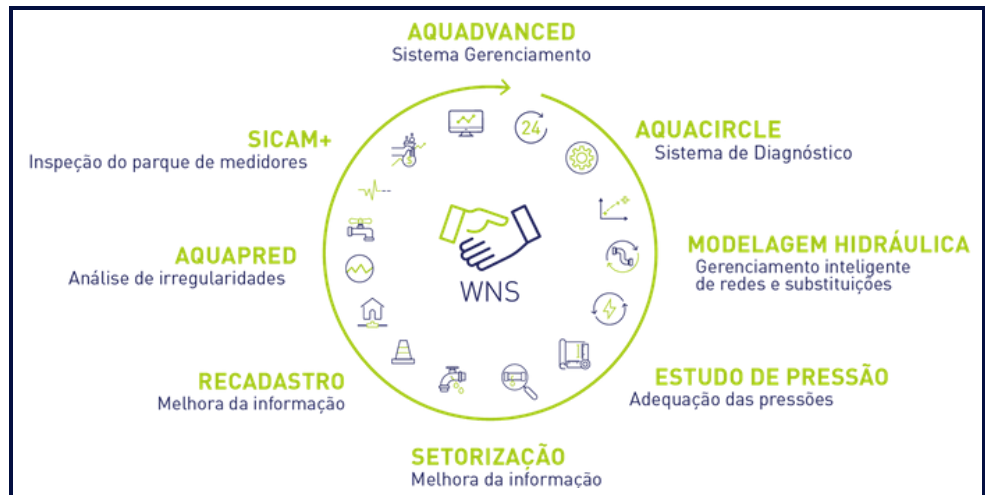 AQUADVANCED
Sistema Gerenciamento
24
SICAM+
Inspeção do parque de medidores
AQUACIRCLE
Sistema de Diagnóstico
AQUAPRED
Análise de irregularidades
WNS
MODELAGEM HIDRÁULICA
Gerenciamento inteligente
de redes e substituições
RECADASTRO
Melhora da informação
ESTUDO DE PRESSÃO
Adequação das pressões
SETORIZAÇÃO
Melhora da informação